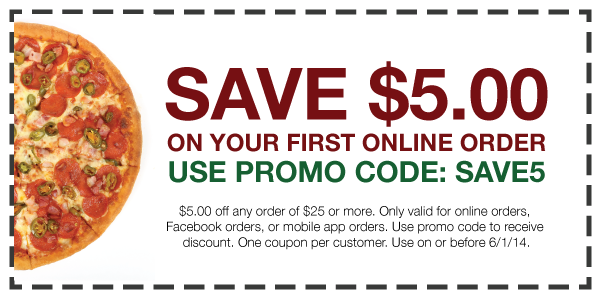 SAVE $5.00
ON YOUR FIRST ONLINE ORDER
USE PROMO CODE: SAVE5
$5.00 off any order of $25 or more. Only valid for online orders,
Facebook orders, or mobile app orders. Use promo code to receive
discount. One coupon per customer. Use on or before 6/1/14.